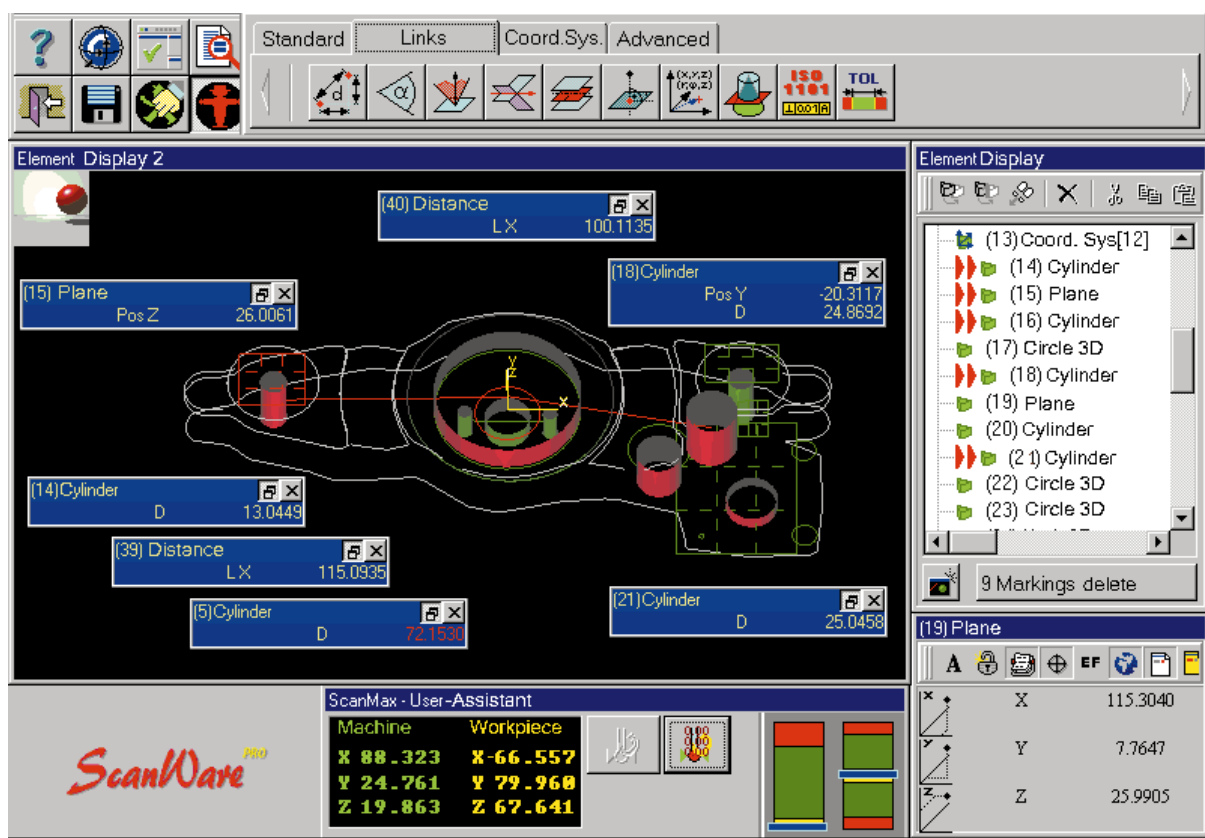 Standard Links Coord.Sys. Advanced
d α (x,y,z) (r,φ,z) ISO 1101 TOL
Element Display 2
(40) Distance
LX 100.1135
(15) Plane
Pos Z 26.0061
(18)Cylinder
Pos Y -20.3117
D 24.8692
Y
Z
X
(14)Cylinder
D 13.0449
(39) Distance
LX 115.0935
(5)Cylinder
D 72.1530
(21)Cylinder
D 25.0458
Element Display
(13)Coord. Sys[12]
(14) Cylinder
(15) Plane
(16) Cylinder
(17) Circle 3D
(18) Cylinder
(19) Plane
(20) Cylinder
(21) Cylinder
(22) Circle 3D
(23) Circle 3D
9 Markings delete
(19) Plane
A EF
X X 115.3040
Y Y 7.7647
Z Z 25.9905
ScanWare PRO
ScanMax - User-Assistant
Machine Workpiece
X 88.323 X-66.557
Y 24.761 Y 79.960
Z 19.863 Z 67.641